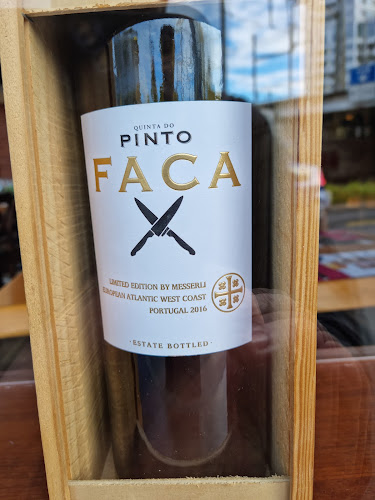 QUINTA DO
PINTO
FACA
LIMITED EDITION BY MESSERLI
EUROPEAN ATLANTIC WEST COAST
PORTUGAL 2016
· ESTATE BOTTLED ·